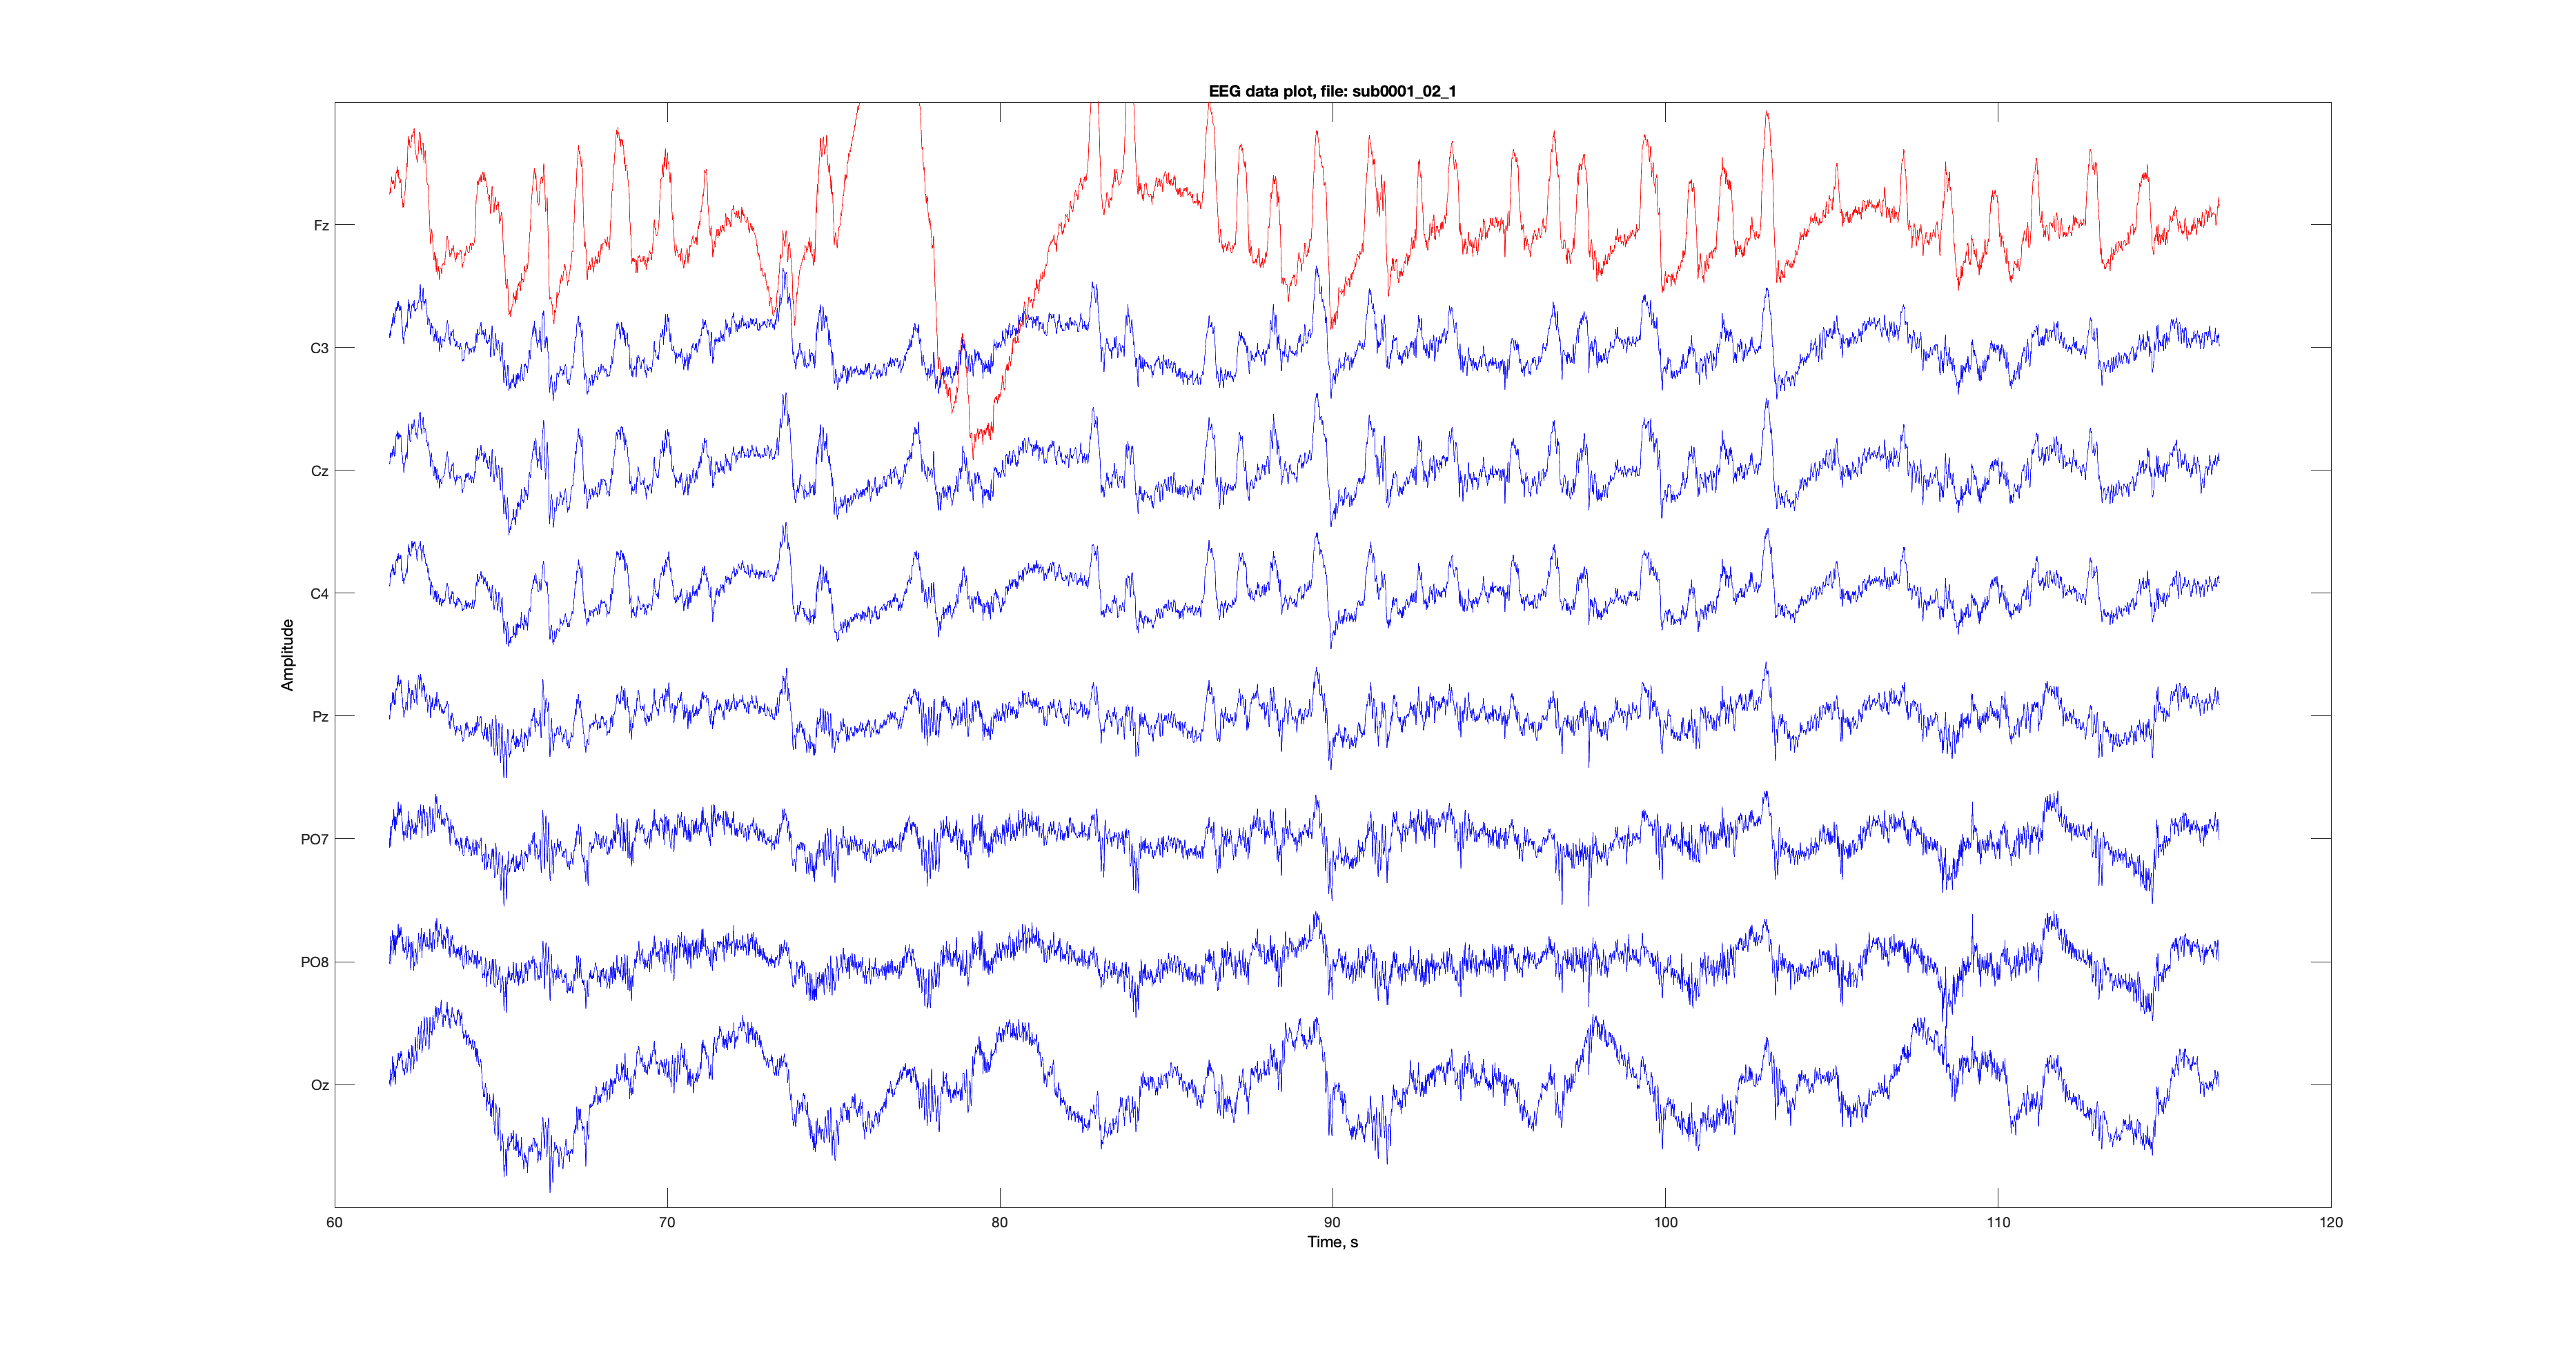 EEG data plot, file: sub0001_02_1
Fz
C3
Cz
C4
Pz
PO7
PO8
Oz
Amplitude
60 70 80 90 100 110 120
Time, s